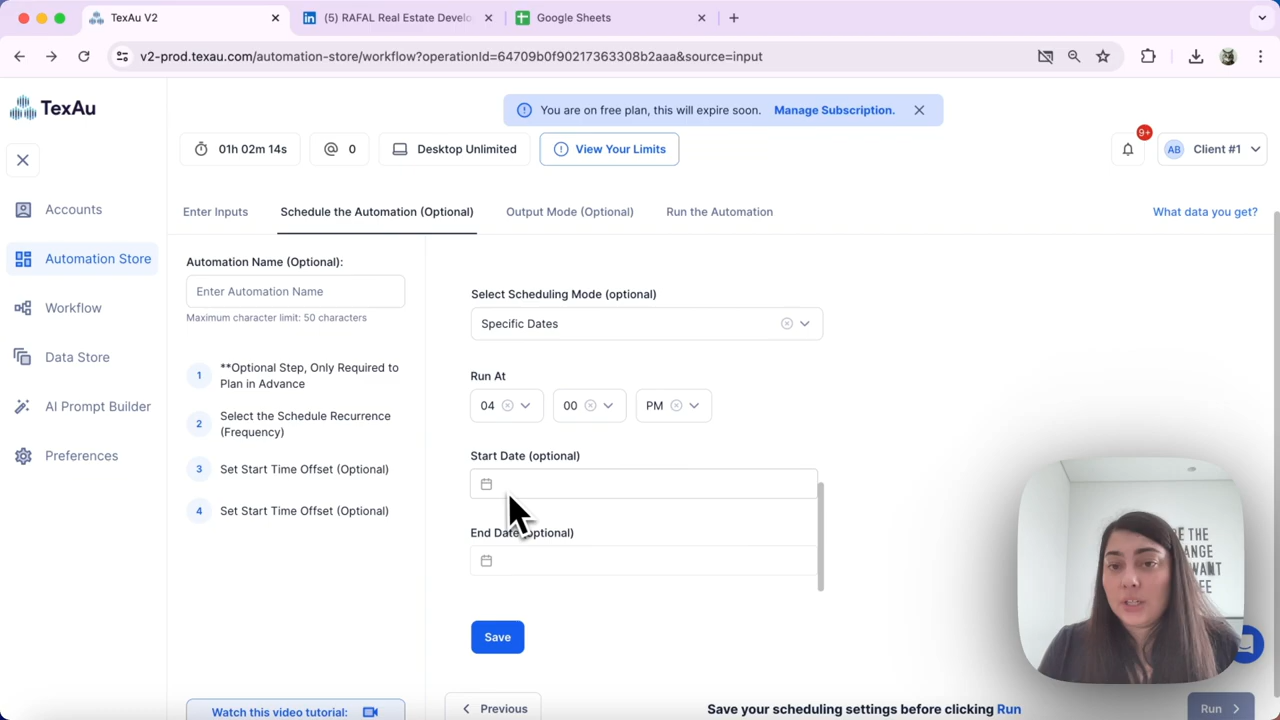 TexAu V2
(5) RAFAL Real Estate Develo
Google Sheets
v2-prod.texau.com/automation-store/workflow?operationId=64709b0f90217363308b2aaa&source=input
TexAu
You are on free plan, this will expire soon. Manage Subscription.
01h 02m 14s
0
Desktop Unlimited
View Your Limits
9+
AB
Client #1
Accounts
Automation Store
Workflow
Data Store
AI Prompt Builder
Preferences
Enter Inputs
Schedule the Automation (Optional)
Output Mode (Optional)
Run the Automation
What data you get?
Automation Name (Optional):
Enter Automation Name
Maximum character limit: 50 characters
1
**Optional Step, Only Required to
Plan in Advance
2
Select the Schedule Recurrence
(Frequency)
3
Set Start Time Offset (Optional)
4
Set Start Time Offset (Optional)
Watch this video tutorial:
Select Scheduling Mode (optional)
Specific Dates
Run At
04
00
PM
Start Date (optional)
End Date (optional)
Save
Previous
Save your scheduling settings before clicking Run
Run